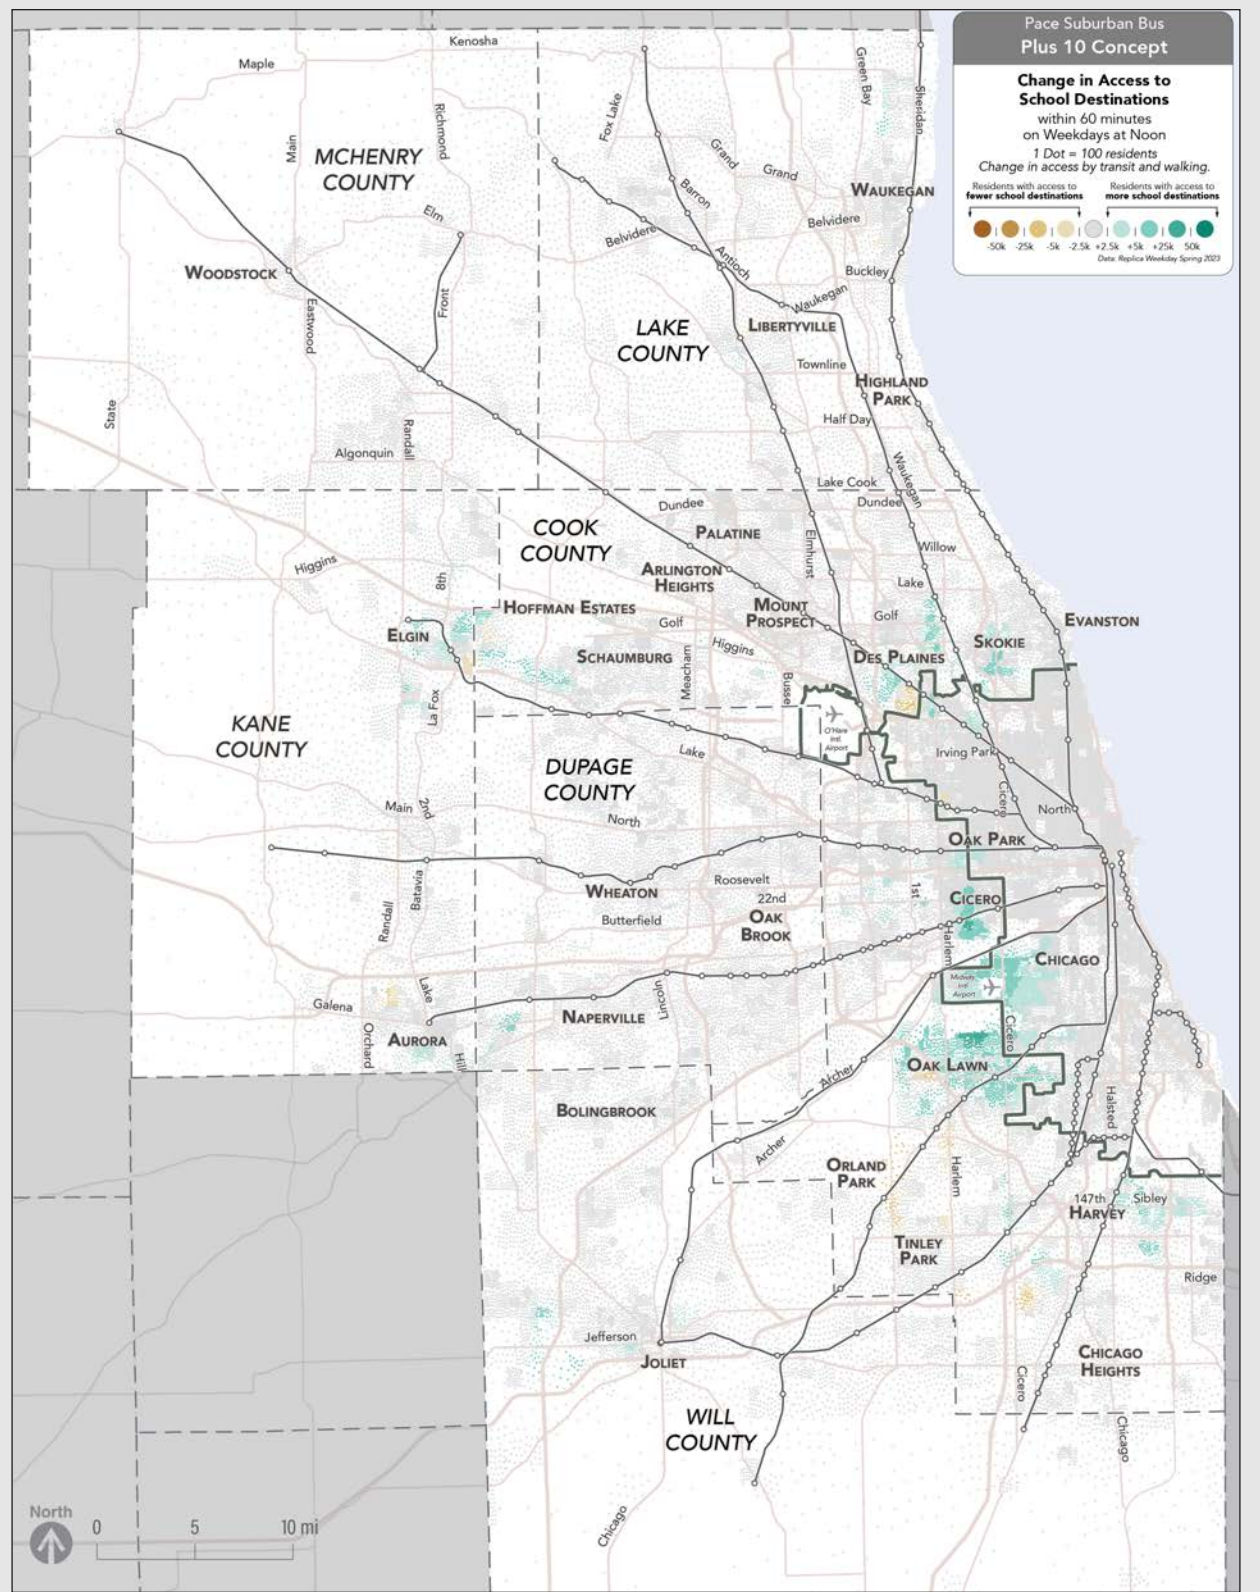 Pace Suburban Bus
Plus 10 Concept
Change in Access to
School Destinations
within 60 minutes
on Weekdays at Noon
1 Dot = 100 residents
Change in access by transit and walking.
Residents with access to
fewer school destinations
Residents with access to
more school destinations
-50k -25k -5k -2.5k +2.5k +5k +25k 50k
Data: Replica Weekday Spring 2023
Kenosha
Maple
Green Bay
Sheridan
Fox Lake
Richmond
Main
MCHENRY
COUNTY
Grand
Grand
Barron
WAUKEGAN
Elm
Belvidere
Belvidere
Antioch
WOODSTOCK
Buckley
Front
Eastwood
Waukegan
LIBERTYVILLE
LAKE
COUNTY
Townline
HIGHLAND
PARK
State
Half Day
Randall
Algonquin
Waukegan
Lake Cook
Dundee
Dundee
COOK
COUNTY
PALATINE
Elmhurst
Willow
Higgins
8th
ARLINGTON
HEIGHTS
Lake
HOFFMAN ESTATES
MOUNT
PROSPECT
Golf
Golf
EVANSTON
ELGIN
Higgins
SKOKIE
SCHAUMBURG
DES PLAINES
Meacham
Busse
La Fox
KANE
COUNTY
O'Hare
Intl
Airport
Lake
Irving Park
DUPAGE
COUNTY
Cicero
Main
2nd
North
North
OAK PARK
Batavia
WHEATON
Roosevelt
22nd
1st
CICERO
Randall
Butterfield
OAK
BROOK
Harlem
CHICAGO
Lake
Lincoln
Midway
Intl
Airport
Galena
NAPERVILLE
Orchard
AURORA
Hill
Cicero
OAK LAWN
Archer
BOLINGBROOK
Halsted
Archer
ORLAND
PARK
Harlem
147th
Sibley
HARVEY
TINLEY
PARK
Ridge
Jefferson
JOLIET
CHICAGO
HEIGHTS
Cicero
WILL
COUNTY
Chicago
Chicago
North
0 5 10 mi